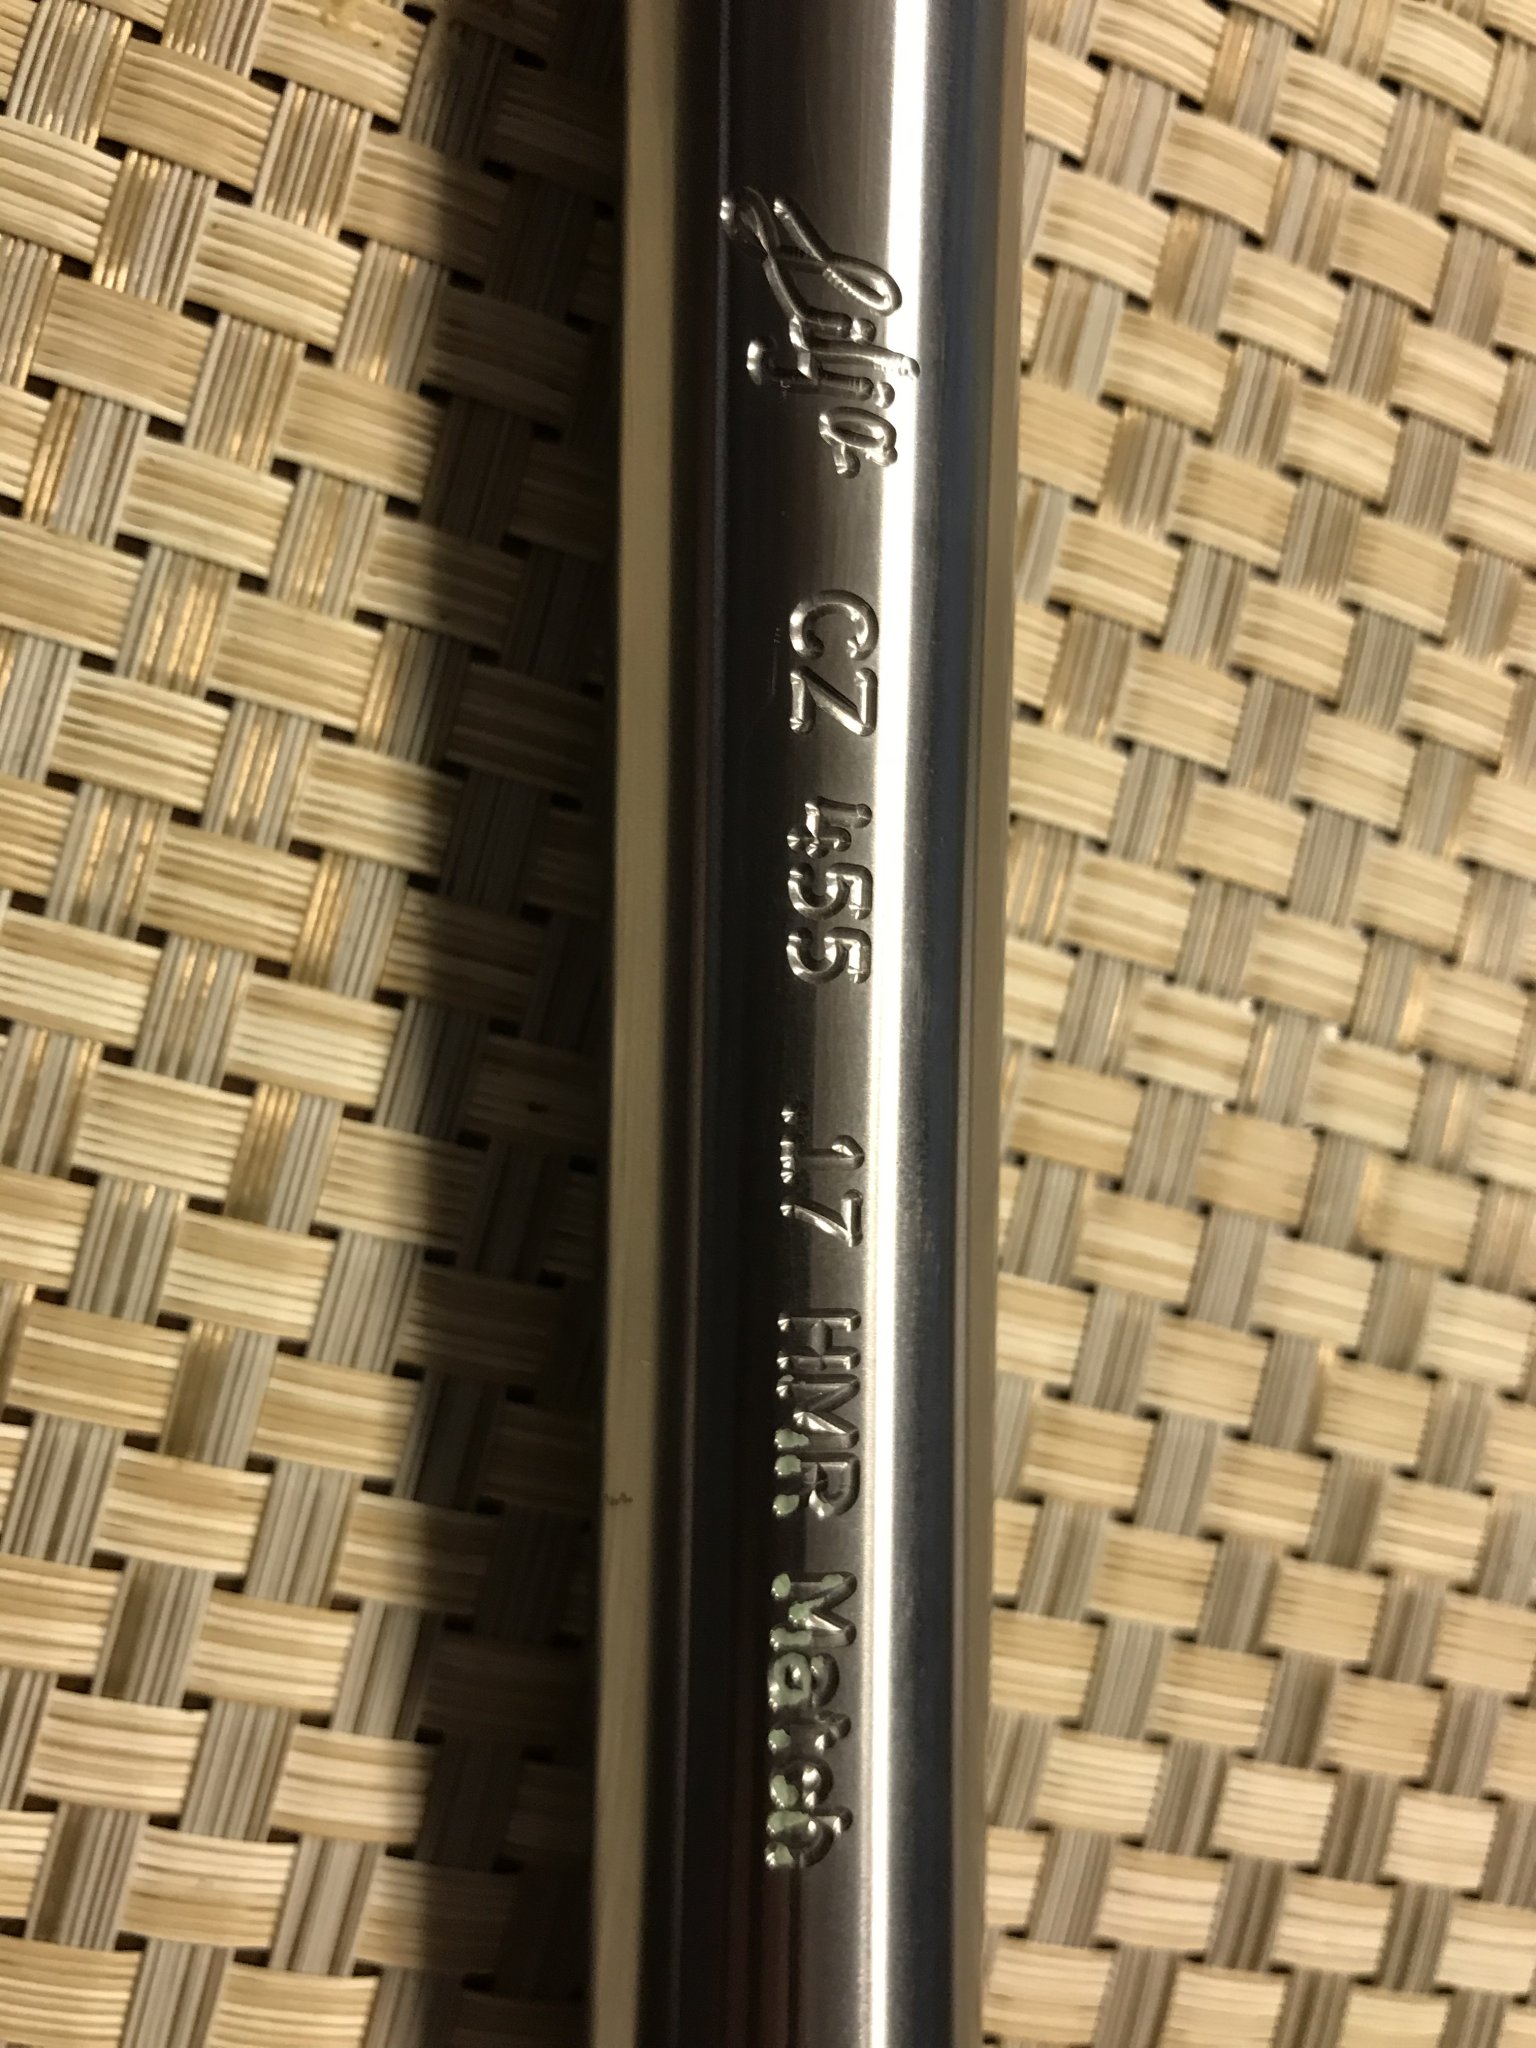 Lilja CZ 455 .17 HMR Match